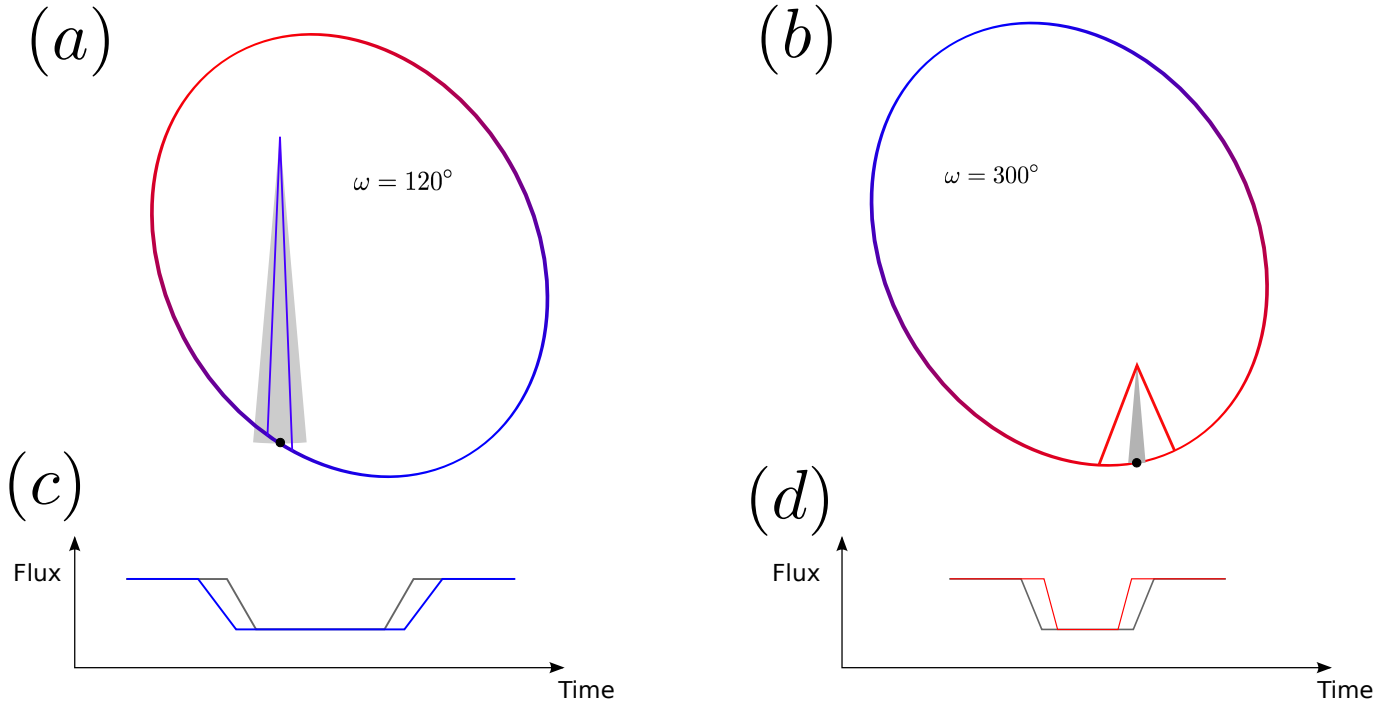 (a)
(b)
ω = 120°
ω = 300°
(c)
(d)
Flux
Flux
Time
Time